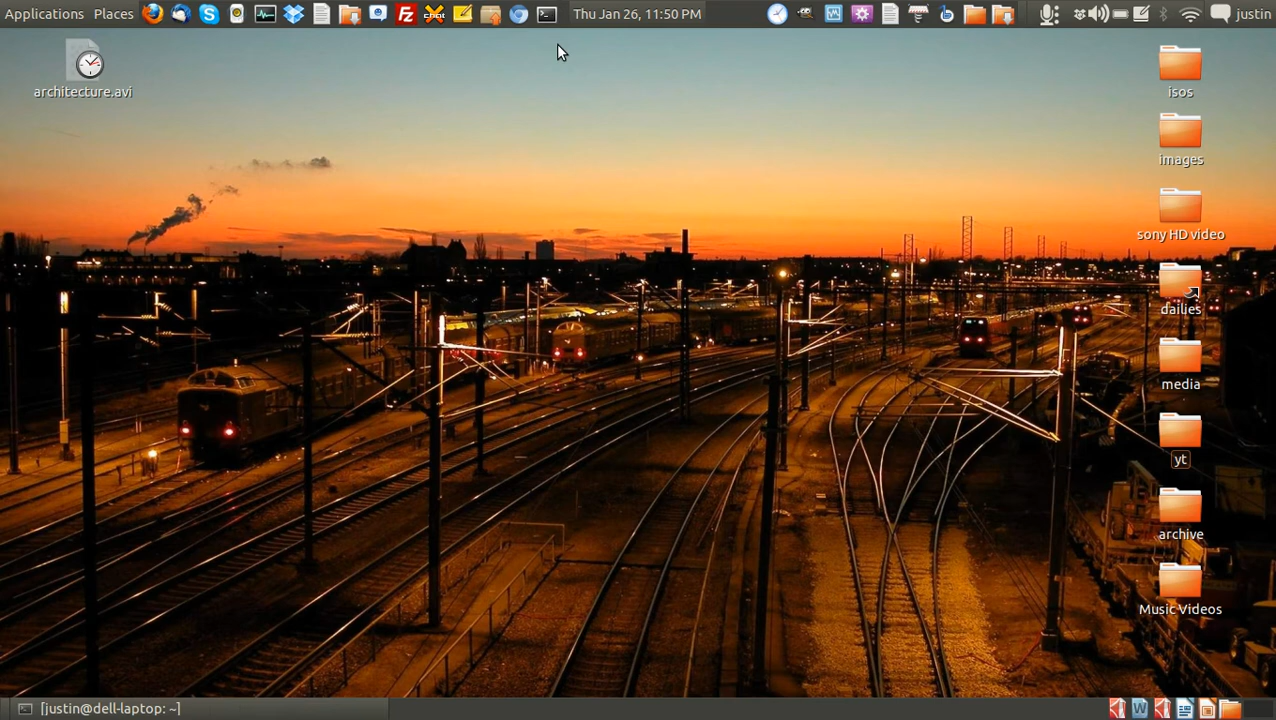 Applications Places Thu Jan 26, 11:50 PM justin
architecture.avi
isos
images
sony HD video
dailies
media
yt
archive
Music Videos
[justin@dell-laptop: ~]